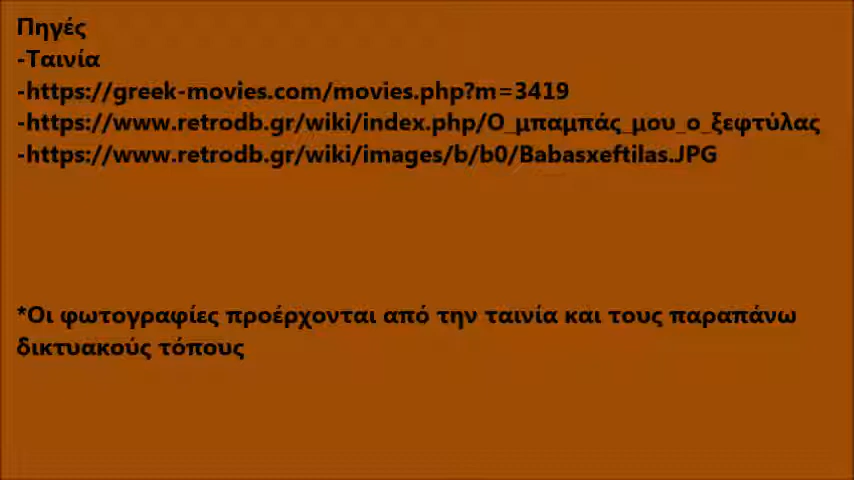 Πηγές
-Ταινία
-https://greek-movies.com/movies.php?m=3419
-https://www.retrodb.gr/wiki/index.php/Ο_μπαμπάς_μου_ο_ξεφτύλας
-https://www.retrodb.gr/wiki/images/b/b0/Babasxeftilas.JPG
*Οι φωτογραφίες προέρχονται από την ταινία και τους παραπάνω
δικτυακούς τόπους